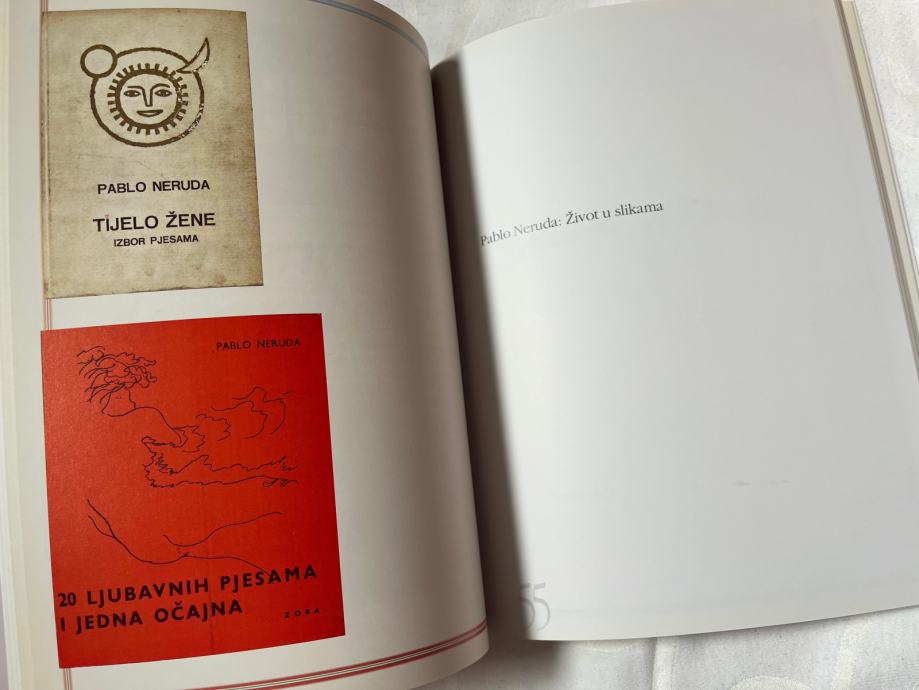 PABLO NERUDA
TIJELO ŽENE
IZBOR PJESAMA
PABLO NERUDA
20 LJUBAVNIH PJESAMA
I JEDNA OČAJNA
ZORA
Pablo Neruda: Život u slikama
55